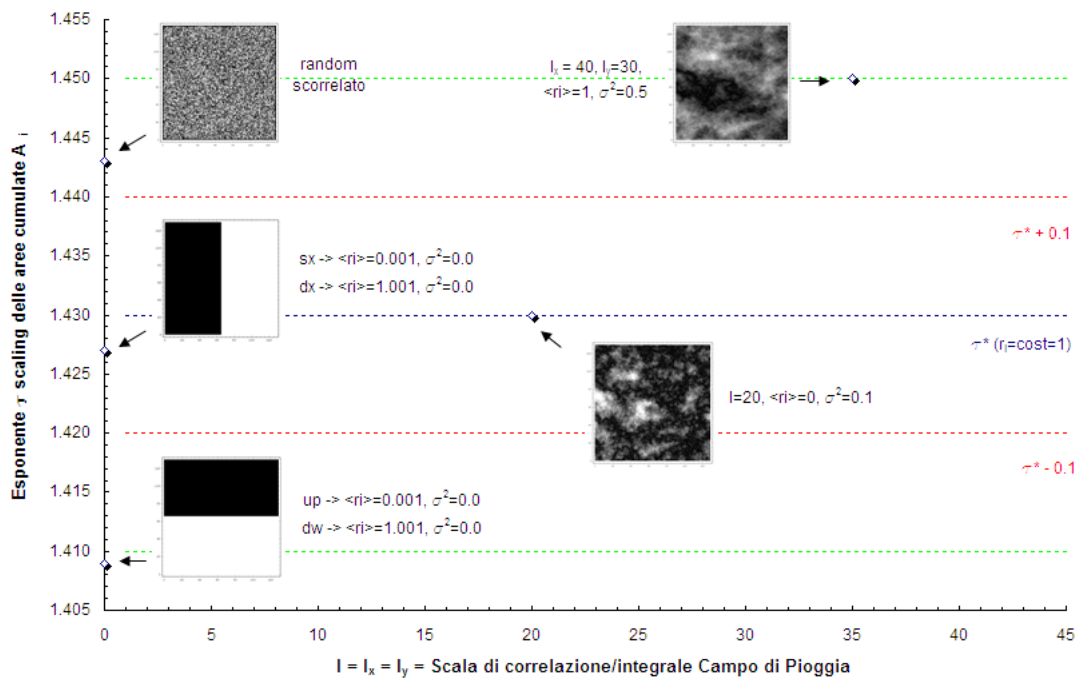 1.455
1.450
1.445
1.440
1.435
1.430
1.425
1.420
1.415
1.410
1.405
Esponente τ scaling delle aree cumulate A i
random
scorrelato
Ix = 40, Iy=30,
<ri>=1, σ²=0.5
τ* + 0.1
sx -> <ri>=0.001, σ²=0.0
dx -> <ri>=1.001, σ²=0.0
τ* (ri=cost=1)
I=20, <ri>=0, σ²=0.1
τ* - 0.1
up -> <ri>=0.001, σ²=0.0
dw -> <ri>=1.001, σ²=0.0
0 5 10 15 20 25 30 35 40 45
I = Ix = Iy = Scala di correlazione/integrale Campo di Pioggia